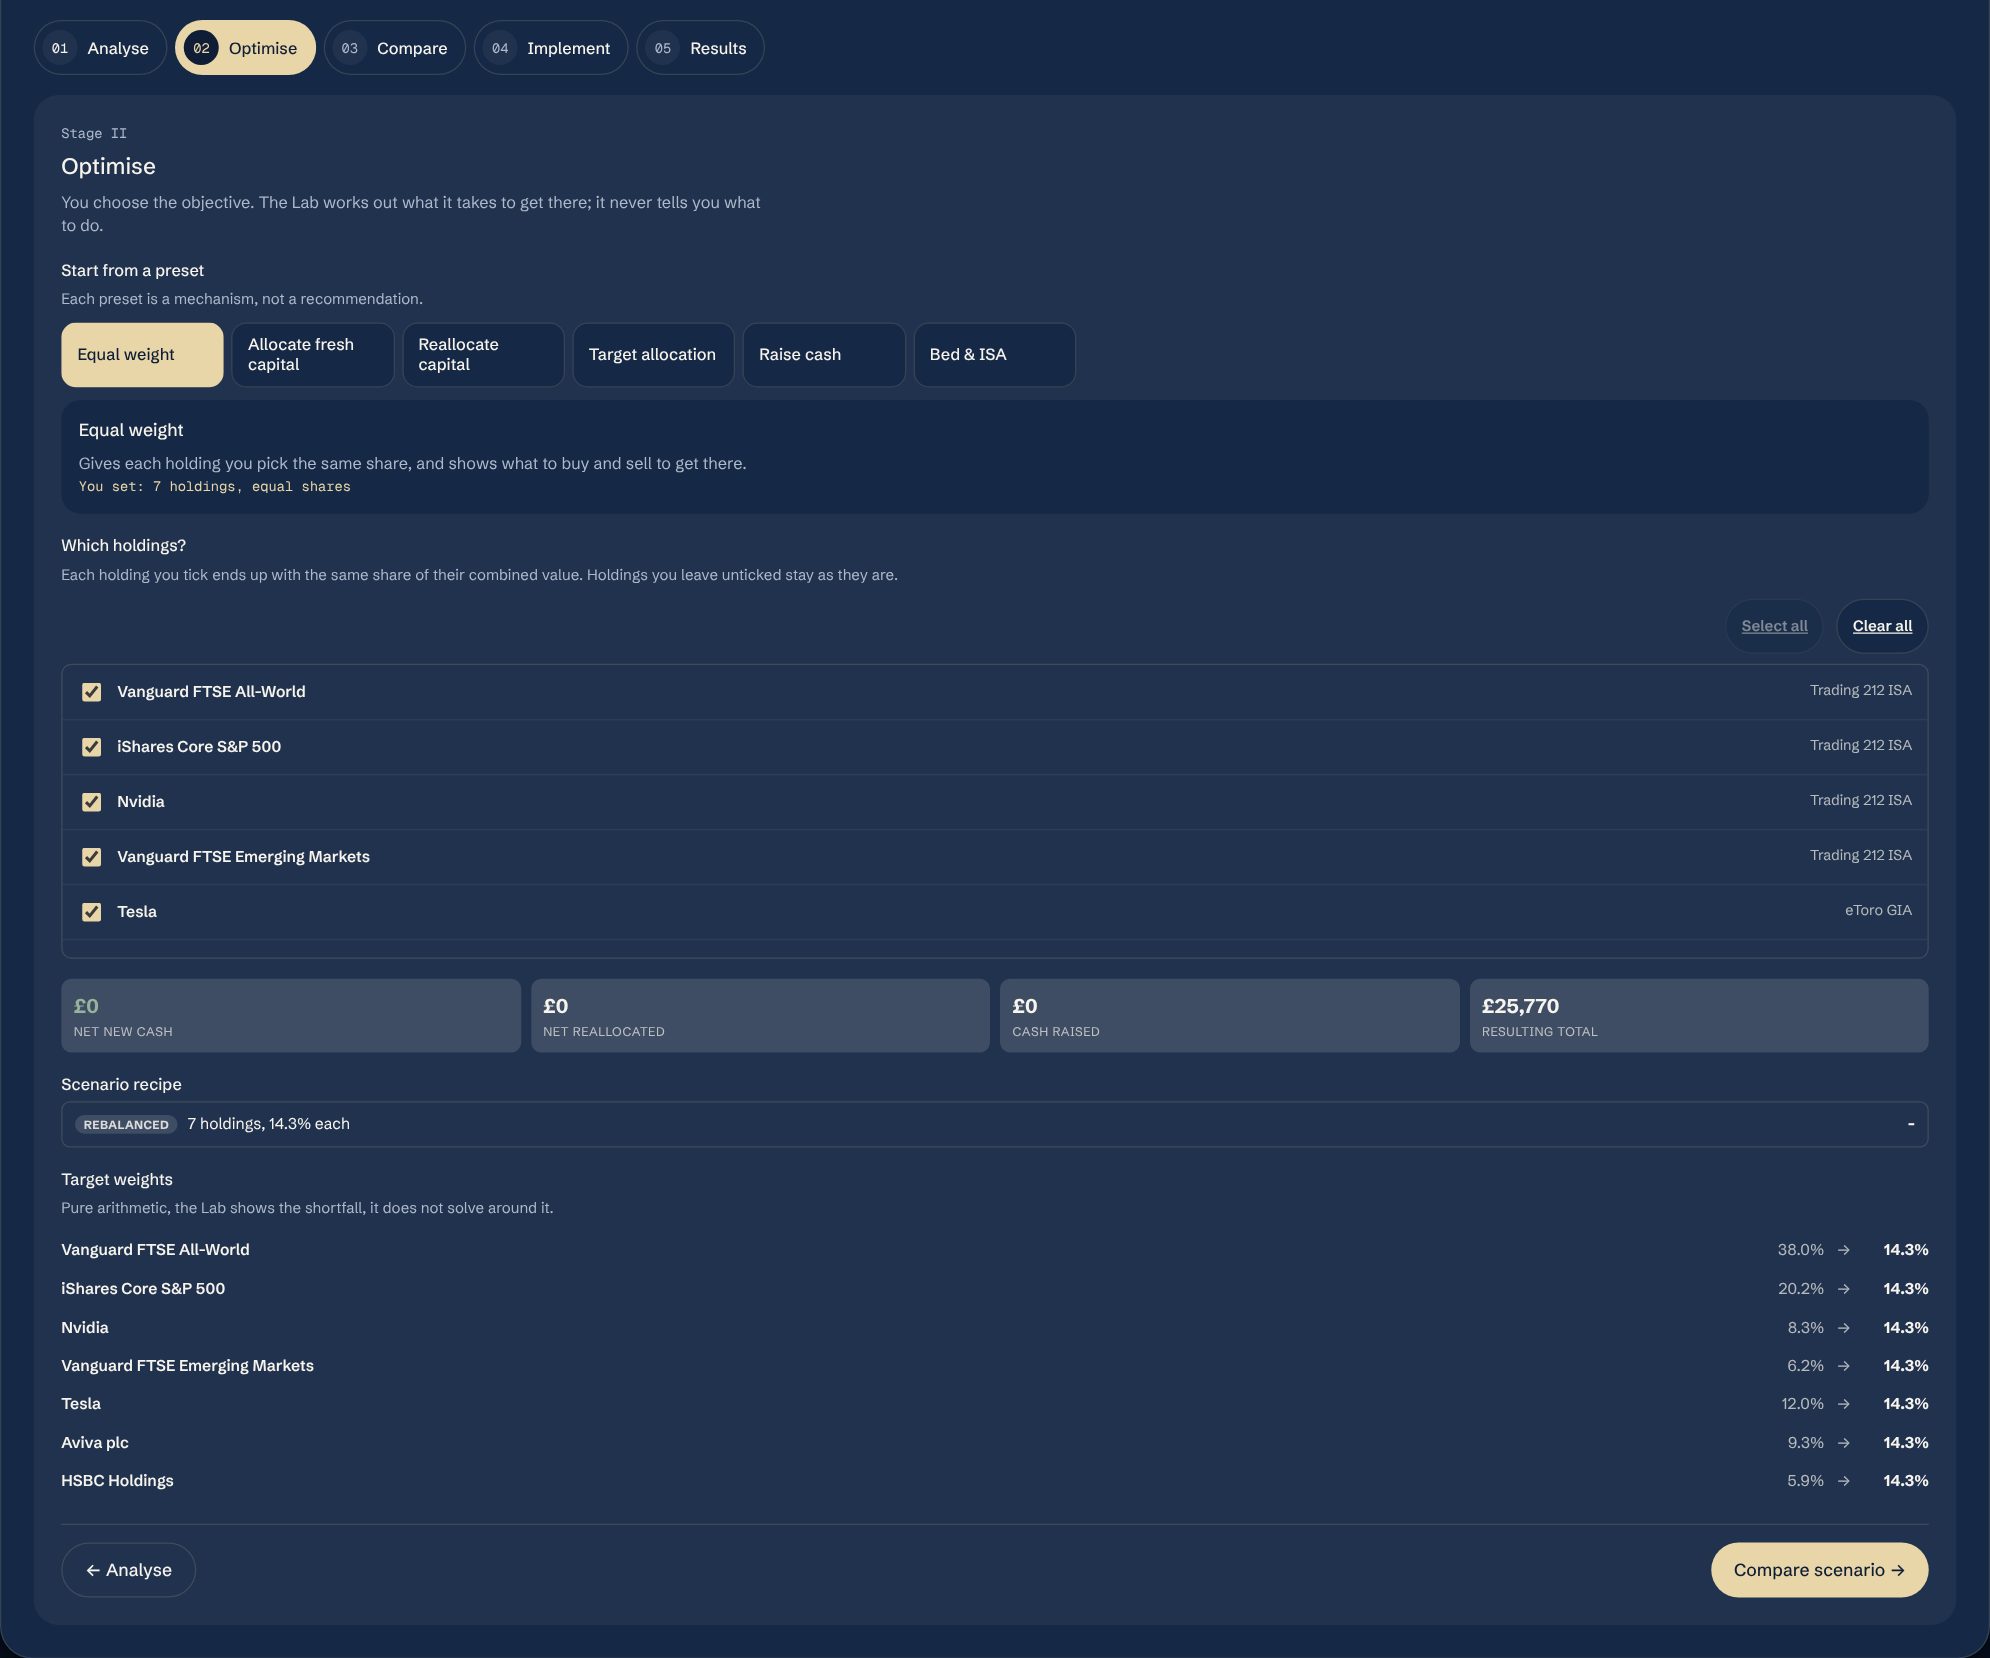 01 Analyse
02 Optimise
03 Compare
04 Implement
05 Results
Stage II
Optimise
You choose the objective. The Lab works out what it takes to get there; it never tells you what
to do.
Start from a preset
Each preset is a mechanism, not a recommendation.
Equal weight
Allocate fresh
capital
Reallocate
capital
Target allocation
Raise cash
Bed & ISA
Equal weight
Gives each holding you pick the same share, and shows what to buy and sell to get there.
You set: 7 holdings, equal shares
Which holdings?
Each holding you tick ends up with the same share of their combined value. Holdings you leave unticked stay as they are.
Select all
Clear all
Vanguard FTSE All-World Trading 212 ISA
iShares Core S&P 500 Trading 212 ISA
Nvidia Trading 212 ISA
Vanguard FTSE Emerging Markets Trading 212 ISA
Tesla eToro GIA
£0
NET NEW CASH
£0
NET REALLOCATED
£0
CASH RAISED
£25,770
RESULTING TOTAL
Scenario recipe
REBALANCED 7 holdings, 14.3% each -
Target weights
Pure arithmetic, the Lab shows the shortfall, it does not solve around it.
Vanguard FTSE All-World 38.0% → 14.3%
iShares Core S&P 500 20.2% → 14.3%
Nvidia 8.3% → 14.3%
Vanguard FTSE Emerging Markets 6.2% → 14.3%
Tesla 12.0% → 14.3%
Aviva plc 9.3% → 14.3%
HSBC Holdings 5.9% → 14.3%
← Analyse
Compare scenario →